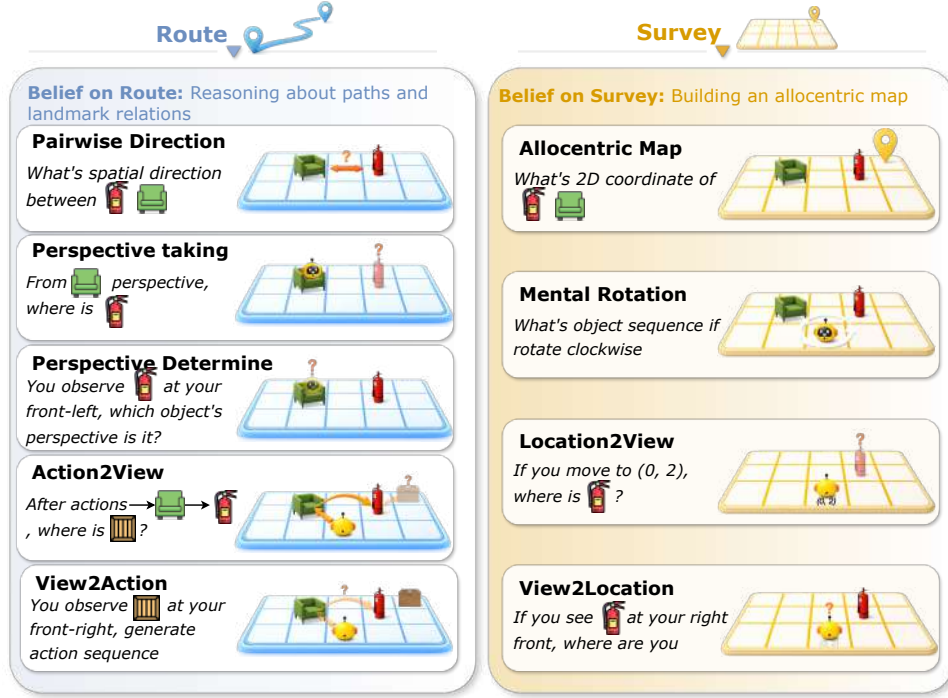 Route
Belief on Route: Reasoning about paths and
landmark relations
Pairwise Direction
What's spatial direction
between
?
Perspective taking
From perspective,
where is
?
Perspective Determine
You observe at your
front-left, which object's
perspective is it?
?
Action2View
After actions
, where is ?
?
View2Action
You observe at your
front-right, generate
action sequence
?
Survey
Belief on Survey: Building an allocentric map
Allocentric Map
What's 2D coordinate of
Mental Rotation
What's object sequence if
rotate clockwise
Location2View
If you move to (0, 2),
where is ?
?
(0, 2)
View2Location
If you see at your right
front, where are you
?